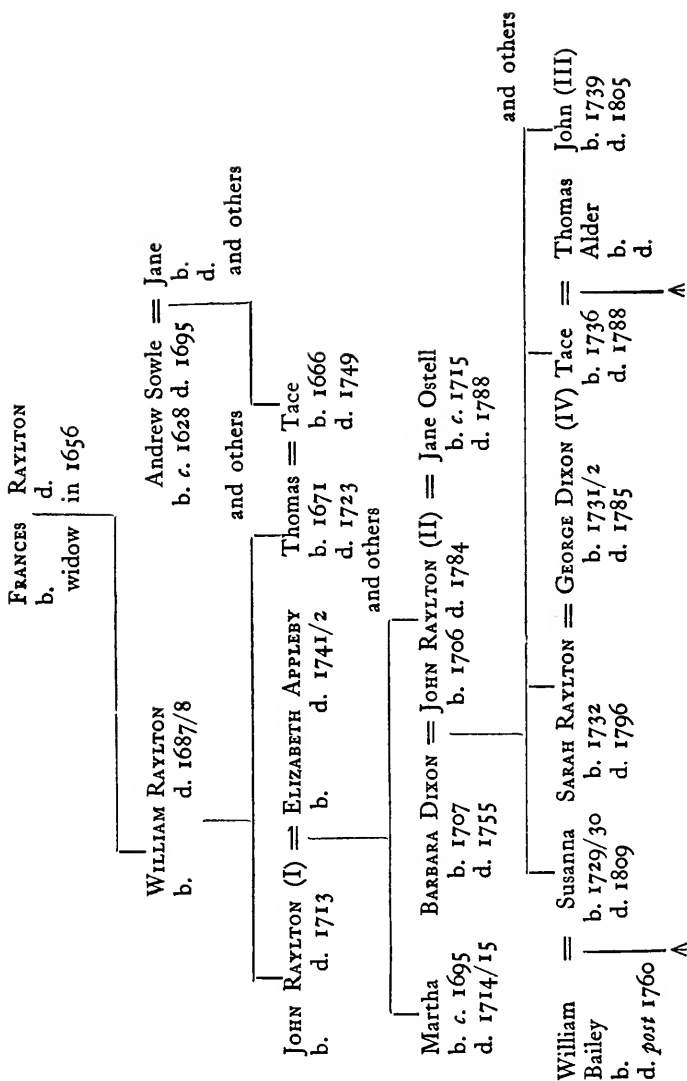 FRANCES RAYLTON
b. d.
widow in 1656
WILLIAM RAYLTON
b. d. 1687/8
Andrew Sowle = Jane
b. c. 1628 d. 1695 b.
d.
and others
and others
JOHN RAYLTON (I) = ELIZABETH APPLEBY
b. d. 1713 b. d. 1741/2
Thomas = Tace
b. 1671 b. 1666
d. 1723 d. 1749
and others
Martha
b. c. 1695
d. 1714/15
BARBARA DIXON = JOHN RAYLTON (II) = Jane Ostell
b. 1707 b. 1706 d. 1784 b. c. 1715
d. 1755 d. 1788
and others
William = Susanna
Bailey b. 1729/30
b. d. 1809
d. post 1760
SARAH RAYLTON = GEORGE DIXON (IV)
b. 1732 b. 1731/2
d. 1796 d. 1785
Tace = Thomas
b. 1736 Alder
d. 1788 b.
d.
John (III)
b. 1739
d. 1805